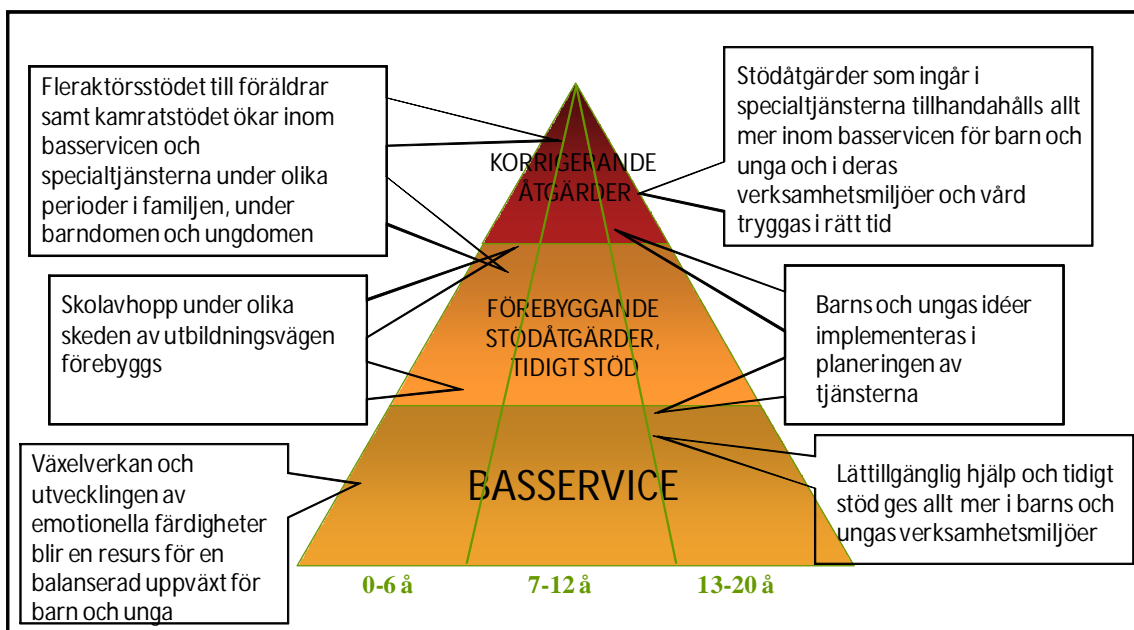 Fleraktörsstödet till föräldrar
samt kamratstödet ökar inom
basservicen och
specialtjänsterna under olika
perioder i familjen, under
barndomen och ungdomen
Stödåtgärder som ingår i
specialtjänsterna tillhandahålls allt
mer inom basservicen för barn och
unga och i deras
verksamhetsmiljöer och vård
tryggas i rätt tid
KORRIGERANDE
ÅTGÄRDER
Skolavhopp under olika
skeden av utbildningsvägen
förebyggs
FÖREBYGGANDE
STÖDÅTGÄRDER,
TIDIGT STÖD
Barns och ungas idéer
implementeras i
planeringen av
tjänsterna
Växelverkan och
utvecklingen av
emotionella färdigheter
blir en resurs för en
balanserad uppväxt för
barn och unga
BASSERVICE
Lättillgänglig hjälp och tidigt
stöd ges allt mer i barns och
ungas verksamhetsmiljöer
0-6 å 7-12 å 13-20 å